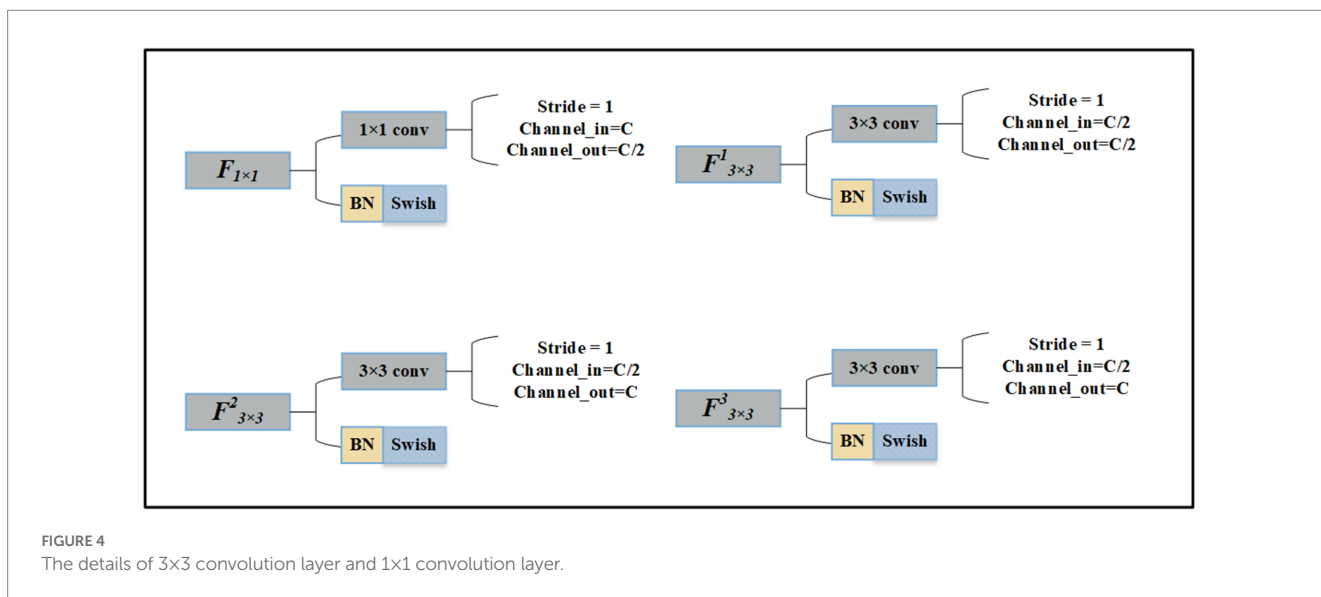 F1×1
1×1 conv
BN Swish
Stride = 1
Channel_in=C
Channel_out=C/2
F¹3×3
3×3 conv
BN Swish
Stride = 1
Channel_in=C/2
Channel_out=C/2
F²3×3
3×3 conv
BN Swish
Stride = 1
Channel_in=C/2
Channel_out=C
F³3×3
3×3 conv
BN Swish
Stride = 1
Channel_in=C/2
Channel_out=C
FIGURE 4
The details of 3×3 convolution layer and 1×1 convolution layer.